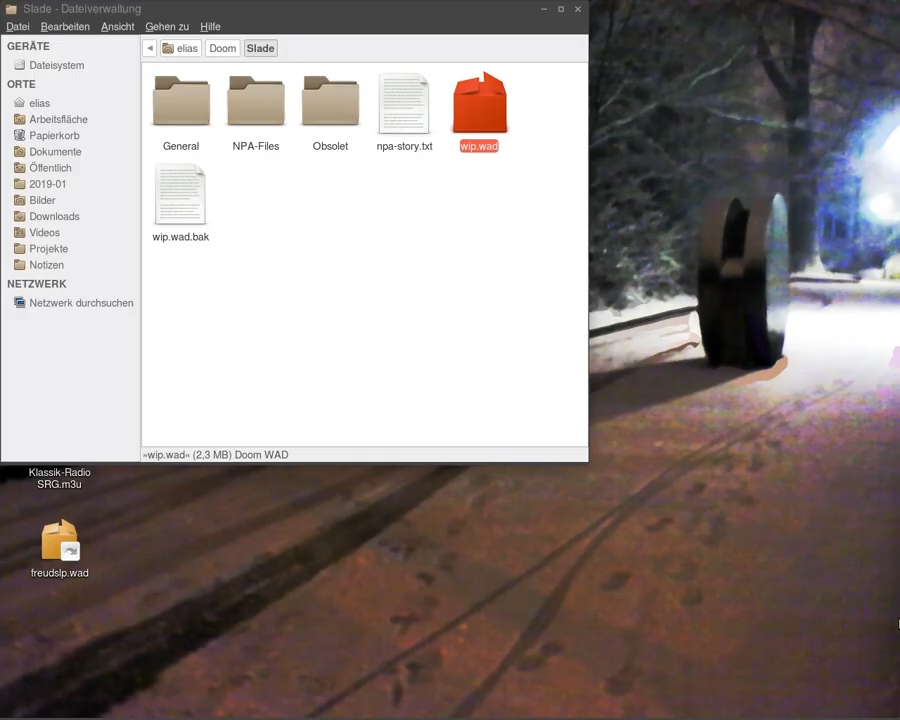 Slade - Dateiverwaltung
Datei Bearbeiten Ansicht Gehen zu Hilfe
GERÄTE
Dateisystem
ORTE
elias
Arbeitsfläche
Papierkorb
Dokumente
Öffentlich
2019-01
Bilder
Downloads
Videos
Projekte
Notizen
NETZWERK
Netzwerk durchsuchen
elias Doom Slade
General NPA-Files Obsolet npa-story.txt wip.wad
wip.wad.bak
»wip.wad« (2,3 MB) Doom WAD
Klassik-Radio
SRG.m3u
freudslp.wad